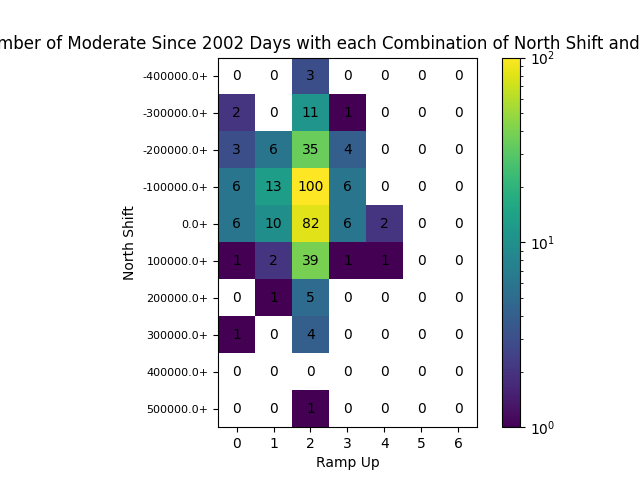 mber of Moderate Since 2002 Days with each Combination of North Shift and
-400000.0+ 0 0 3 0 0 0 0
-300000.0+ 2 0 11 1 0 0 0
-200000.0+ 3 6 35 4 0 0 0
-100000.0+ 6 13 100 6 0 0 0
0.0+ 6 10 82 6 2 0 0
100000.0+ 1 2 39 1 1 0 0
200000.0+ 0 1 5 0 0 0 0
300000.0+ 1 0 4 0 0 0 0
400000.0+ 0 0 0 0 0 0 0
500000.0+ 0 0 1 0 0 0 0
0 1 2 3 4 5 6
Ramp Up
North Shift
10²
10¹
10⁰